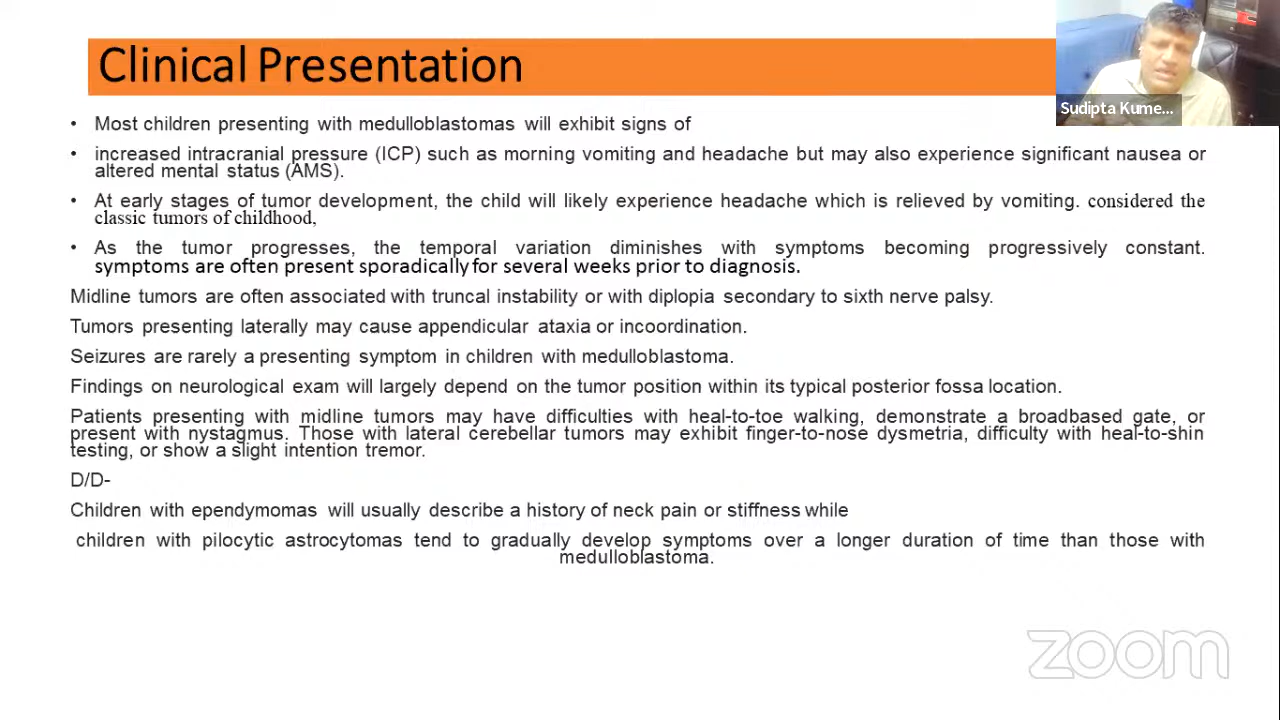 Clinical Presentation
Sudipta Kume...
• Most children presenting with medulloblastomas will exhibit signs of
• increased intracranial pressure (ICP) such as morning vomiting and headache but may also experience significant nausea or
altered mental status (AMS).
• At early stages of tumor development, the child will likely experience headache which is relieved by vomiting. considered the
classic tumors of childhood,
• As the tumor progresses, the temporal variation diminishes with symptoms becoming progressively constant.
symptoms are often present sporadically for several weeks prior to diagnosis.
Midline tumors are often associated with truncal instability or with diplopia secondary to sixth nerve palsy.
Tumors presenting laterally may cause appendicular ataxia or incoordination.
Seizures are rarely a presenting symptom in children with medulloblastoma.
Findings on neurological exam will largely depend on the tumor position within its typical posterior fossa location.
Patients presenting with midline tumors may have difficulties with heal-to-toe walking, demonstrate a broadbased gate, or
present with nystagmus. Those with lateral cerebellar tumors may exhibit finger-to-nose dysmetria, difficulty with heal-to-shin
testing, or show a slight intention tremor.
D/D-
Children with ependymomas will usually describe a history of neck pain or stiffness while
children with pilocytic astrocytomas tend to gradually develop symptoms over a longer duration of time than those with
medulloblastoma.
zoom